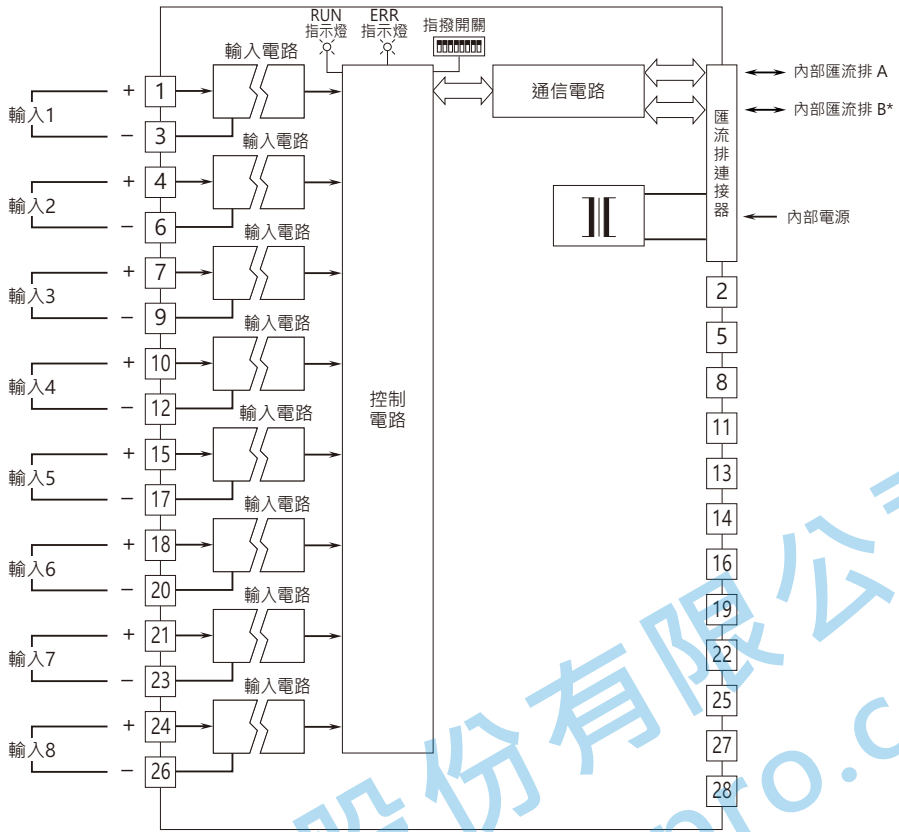 RUN
指示燈
ERR
指示燈
指撥開關
輸入電路
輸入1
+ 1
− 3
輸入電路
輸入2
+ 4
− 6
輸入電路
輸入3
+ 7
− 9
輸入電路
輸入4
+ 10
− 12
輸入電路
輸入5
+ 15
− 17
輸入電路
輸入6
+ 18
− 20
輸入電路
輸入7
+ 21
− 23
輸入電路
輸入8
+ 24
− 26
控制
電路
通信電路
匯流排連接器
內部匯流排 A
內部匯流排 B*
內部電源
2
5
8
11
13
14
16
19
22
25
27
28
股份有限公司
pro.c